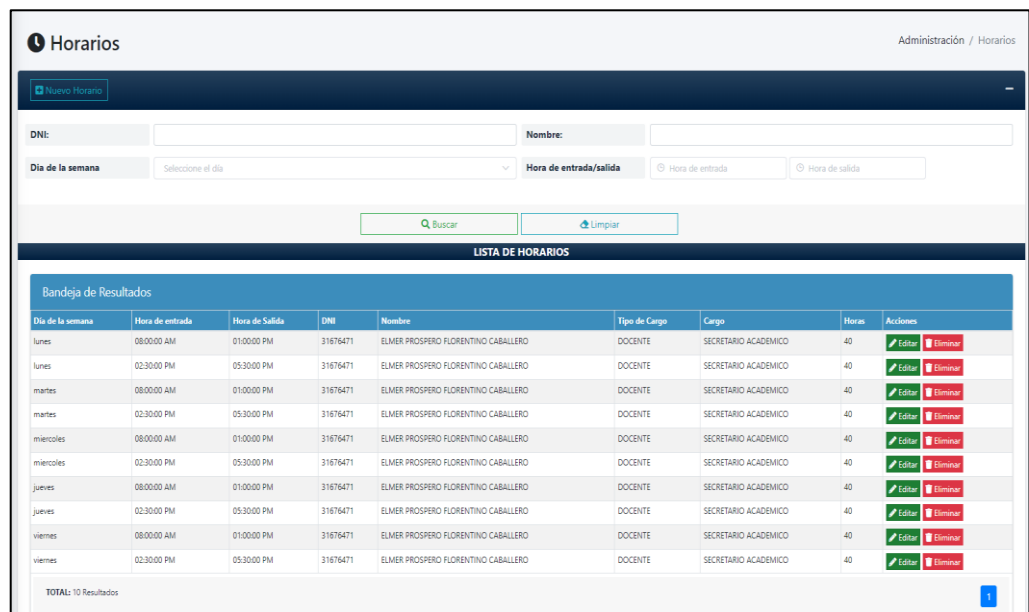 Horarios
Administración / Horarios
Nuevo Horario
DNI:
Nombre:
Dia de la semana
Seleccione el día
Hora de entrada/salida
Hora de entrada
Hora de salida
Buscar
Limpiar
LISTA DE HORARIOS
Bandeja de Resultados
Día de la semana Hora de entrada Hora de Salida DNI Nombre Tipo de Cargo Cargo Horas Acciones
lunes 08:00:00 AM 01:00:00 PM 31676471 ELMER PROSPERO FLORENTINO CABALLERO DOCENTE SECRETARIO ACADEMICO 40 Editar Eliminar
lunes 02:30:00 PM 05:30:00 PM 31676471 ELMER PROSPERO FLORENTINO CABALLERO DOCENTE SECRETARIO ACADEMICO 40 Editar Eliminar
martes 08:00:00 AM 01:00:00 PM 31676471 ELMER PROSPERO FLORENTINO CABALLERO DOCENTE SECRETARIO ACADEMICO 40 Editar Eliminar
martes 02:30:00 PM 05:30:00 PM 31676471 ELMER PROSPERO FLORENTINO CABALLERO DOCENTE SECRETARIO ACADEMICO 40 Editar Eliminar
miercoles 08:00:00 AM 01:00:00 PM 31676471 ELMER PROSPERO FLORENTINO CABALLERO DOCENTE SECRETARIO ACADEMICO 40 Editar Eliminar
miercoles 02:30:00 PM 05:30:00 PM 31676471 ELMER PROSPERO FLORENTINO CABALLERO DOCENTE SECRETARIO ACADEMICO 40 Editar Eliminar
jueves 08:00:00 AM 01:00:00 PM 31676471 ELMER PROSPERO FLORENTINO CABALLERO DOCENTE SECRETARIO ACADEMICO 40 Editar Eliminar
jueves 02:30:00 PM 05:30:00 PM 31676471 ELMER PROSPERO FLORENTINO CABALLERO DOCENTE SECRETARIO ACADEMICO 40 Editar Eliminar
viernes 08:00:00 AM 01:00:00 PM 31676471 ELMER PROSPERO FLORENTINO CABALLERO DOCENTE SECRETARIO ACADEMICO 40 Editar Eliminar
viernes 02:30:00 PM 05:30:00 PM 31676471 ELMER PROSPERO FLORENTINO CABALLERO DOCENTE SECRETARIO ACADEMICO 40 Editar Eliminar
TOTAL: 10 Resultados
1